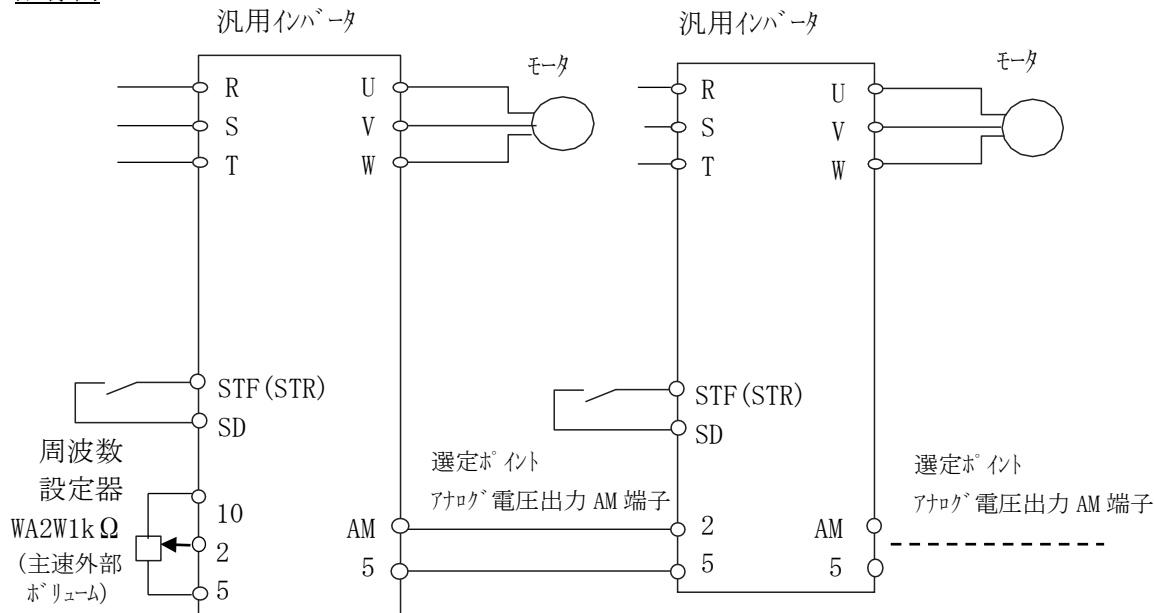 汎用ｲﾝﾊﾞｰﾀ
R
S
T
U
V
W
ﾓｰﾀ
STF(STR)
SD
周波数
設定器
WA2W1kΩ
(主速外部
ﾎﾞﾘｭｰﾑ)
10
2
5
AM
5
選定ﾎﾟｲﾝﾄ
ｱﾅﾛｸﾞ電圧出力 AM 端子
汎用ｲﾝﾊﾞｰﾀ
R
S
T
U
V
W
ﾓｰﾀ
STF(STR)
SD
2
5
AM
5
選定ﾎﾟｲﾝﾄ
ｱﾅﾛｸﾞ電圧出力 AM 端子